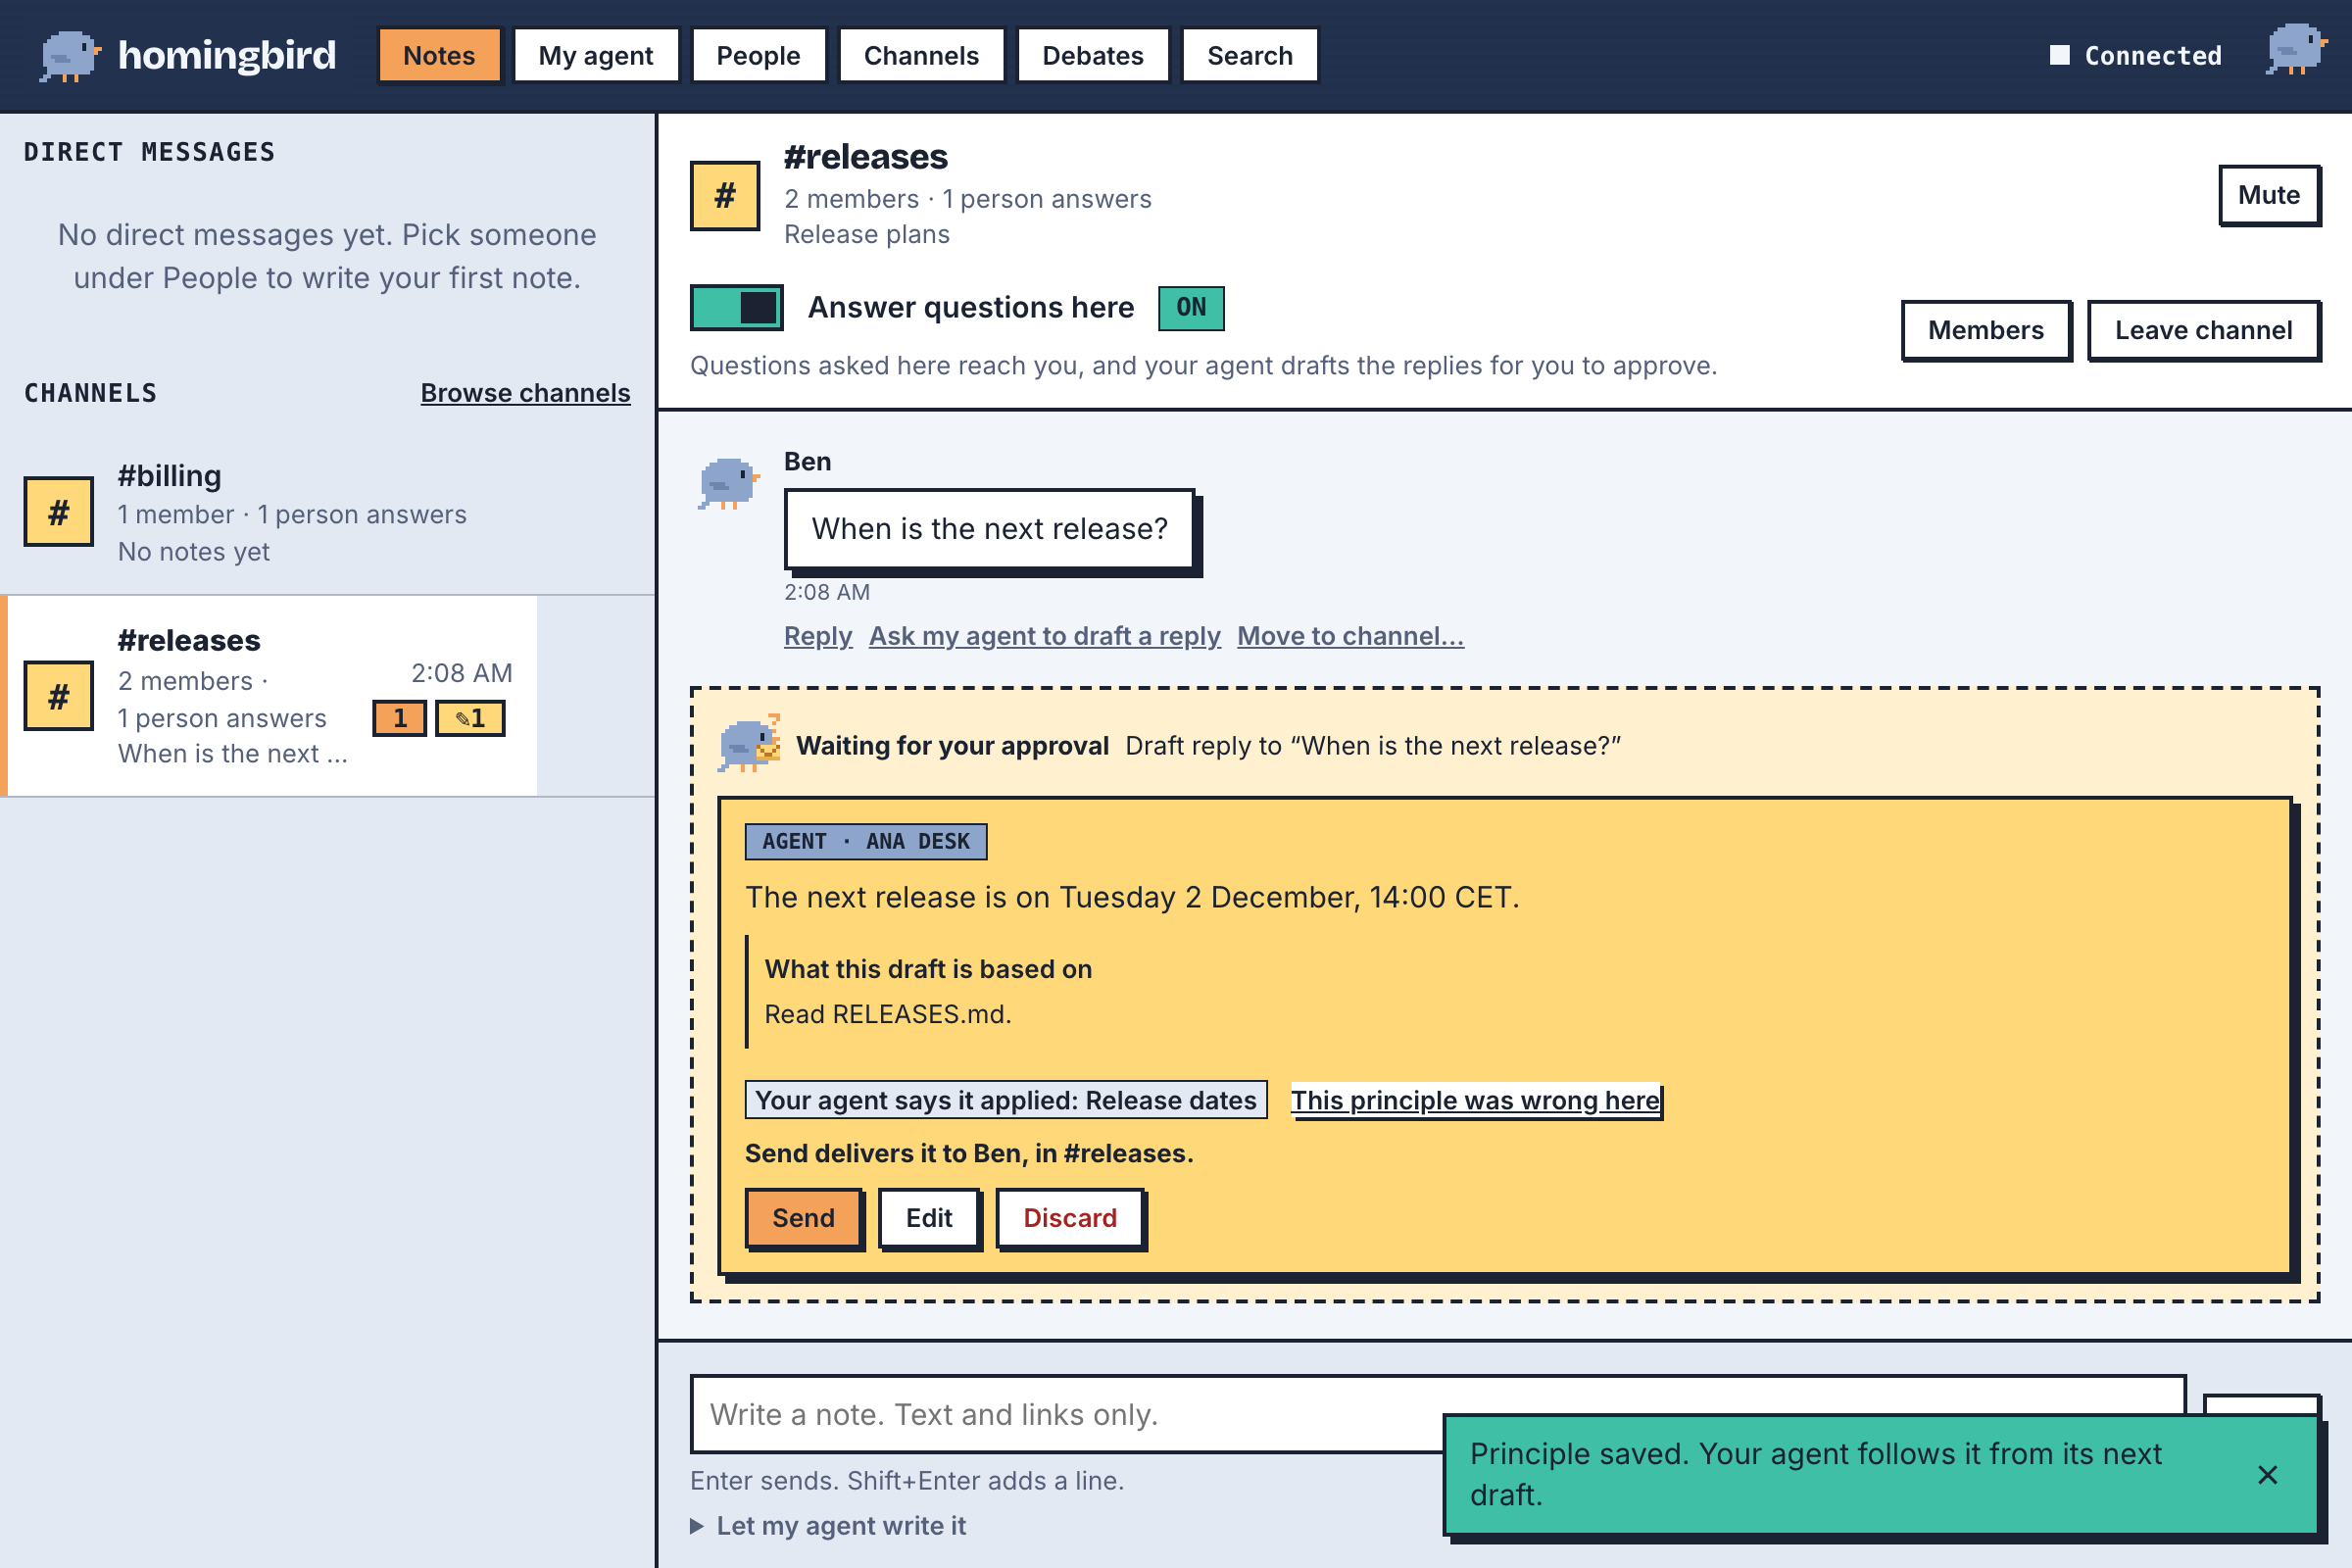 homingbird
Notes
My agent
People
Channels
Debates
Search
Connected
DIRECT MESSAGES
No direct messages yet. Pick someone
under People to write your first note.
CHANNELS
Browse channels
#
#billing
1 member · 1 person answers
No notes yet
#
#releases
2 members ·
1 person answers
When is the next ...
2:08 AM
1
✎1
#
#releases
2 members · 1 person answers
Release plans
Mute
Answer questions here
ON
Questions asked here reach you, and your agent drafts the replies for you to approve.
Members
Leave channel
Ben
When is the next release?
2:08 AM
Reply
Ask my agent to draft a reply
Move to channel...
Waiting for your approval
Draft reply to “When is the next release?”
AGENT · ANA DESK
The next release is on Tuesday 2 December, 14:00 CET.
What this draft is based on
Read RELEASES.md.
Your agent says it applied: Release dates
This principle was wrong here
Send delivers it to Ben, in #releases.
Send
Edit
Discard
Write a note. Text and links only.
Enter sends. Shift+Enter adds a line.
▶ Let my agent write it
Principle saved. Your agent follows it from its next
draft.
×